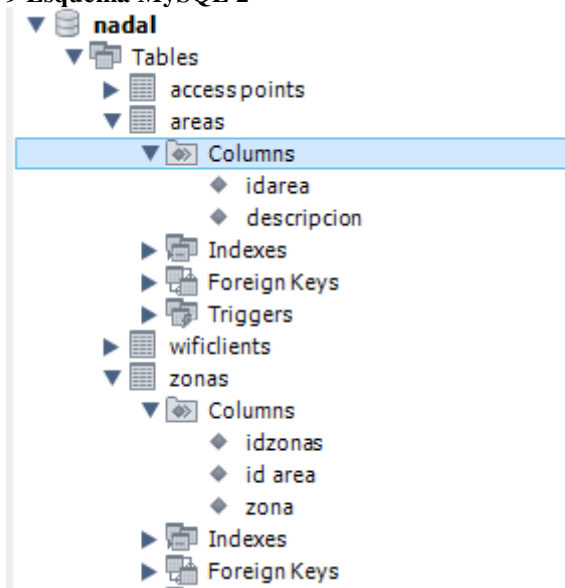 9 Esquema MySQL 2
nadal
Tables
accesspoints
areas
Columns
idarea
descripcion
Indexes
Foreign Keys
Triggers
wificlients
zonas
Columns
idzonas
id area
zona
Indexes
Foreign Keys